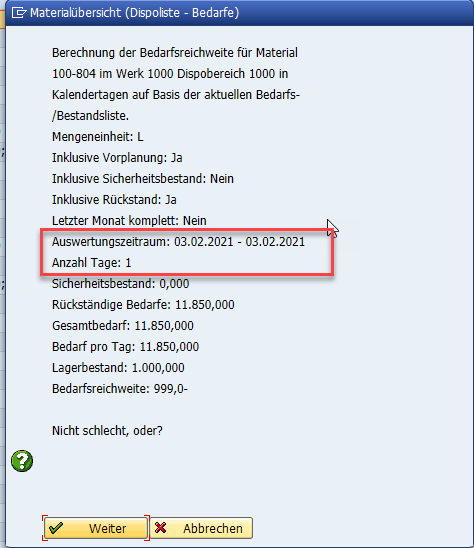 Materialübersicht (Dispoliste - Bedarfe)
Berechnung der Bedarfsreichweite für Material
100-804 im Werk 1000 Dispobereich 1000 in
Kalendertagen auf Basis der aktuellen Bedarfs-
/Bestandsliste.
Mengeneinheit: L
Inklusive Vorplanung: Ja
Inklusive Sicherheitsbestand: Nein
Inklusive Rückstand: Ja
Letzter Monat komplett: Nein
Auswertungszeitraum: 03.02.2021 - 03.02.2021
Anzahl Tage: 1
Sicherheitsbestand: 0,000
Rückständige Bedarfe: 11.850,000
Gesamtbedarf: 11.850,000
Bedarf pro Tag: 11.850,000
Lagerbestand: 1.000,000
Bedarfsreichweite: 999,0-
Nicht schlecht, oder?
Weiter Abbrechen